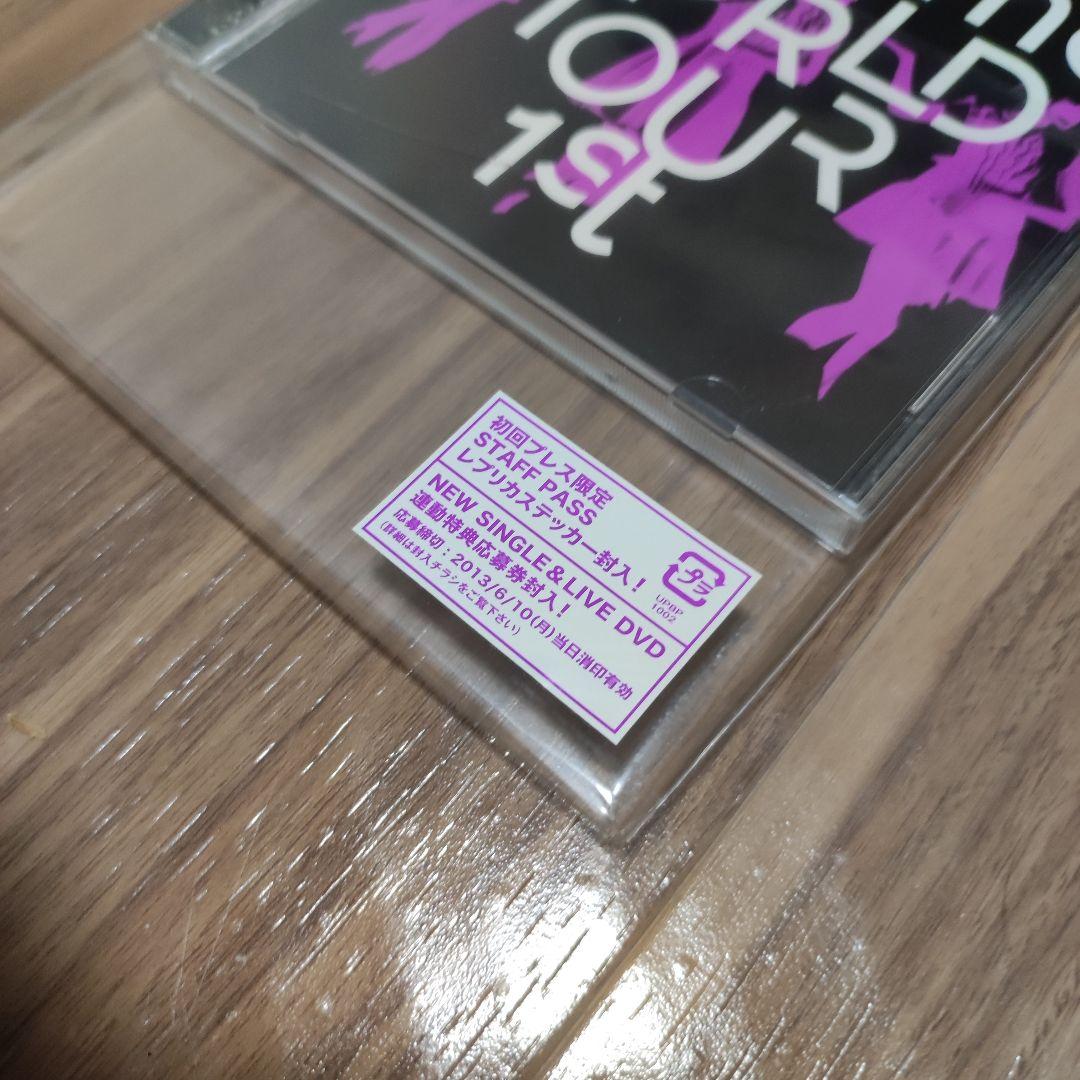 TOUR
1st
初回プレス限定
STAFF PASS
レプリカステッカー封入!
NEW SINGLE&LIVE DVD
連動特典応募券封入!
応募締切:2013/6/10(月)当日消印有効
(詳細は封入チラシをご覧下さい)
プラ
UPBP
1002